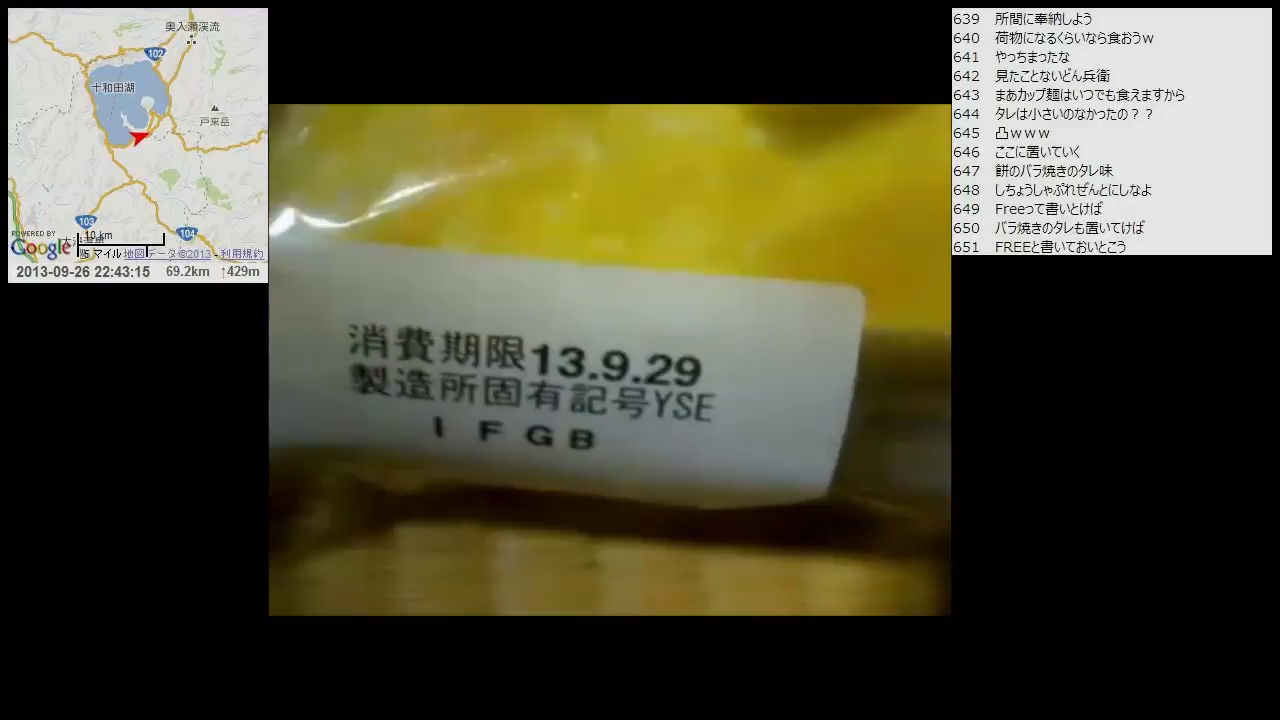 奥入瀬渓流
102
十和田湖
戸来岳
103
104
POWERED BY
Google
10 km
5 マイル
地図データ ©2013 - 利用規約
2013-09-26 22:43:15 69.2km ↑429m
消費期限13.9.29
製造所固有記号YSE
I F G B
639 所間に奉納しよう
640 荷物になるくらいなら食おうｗ
641 やっちまったな
642 見たことないどん兵衛
643 まあカップ麺はいつでも食えますから
644 タレは小さいのなかったの？？
645 凸ｗｗｗ
646 ここに置いていく
647 餅のバラ焼きのタレ味
648 しちょうしゃぷれぜんとにしなよ
649 Freeって書いとけば
650 バラ焼きのタレも置いてけば
651 FREEと書いておいとこう